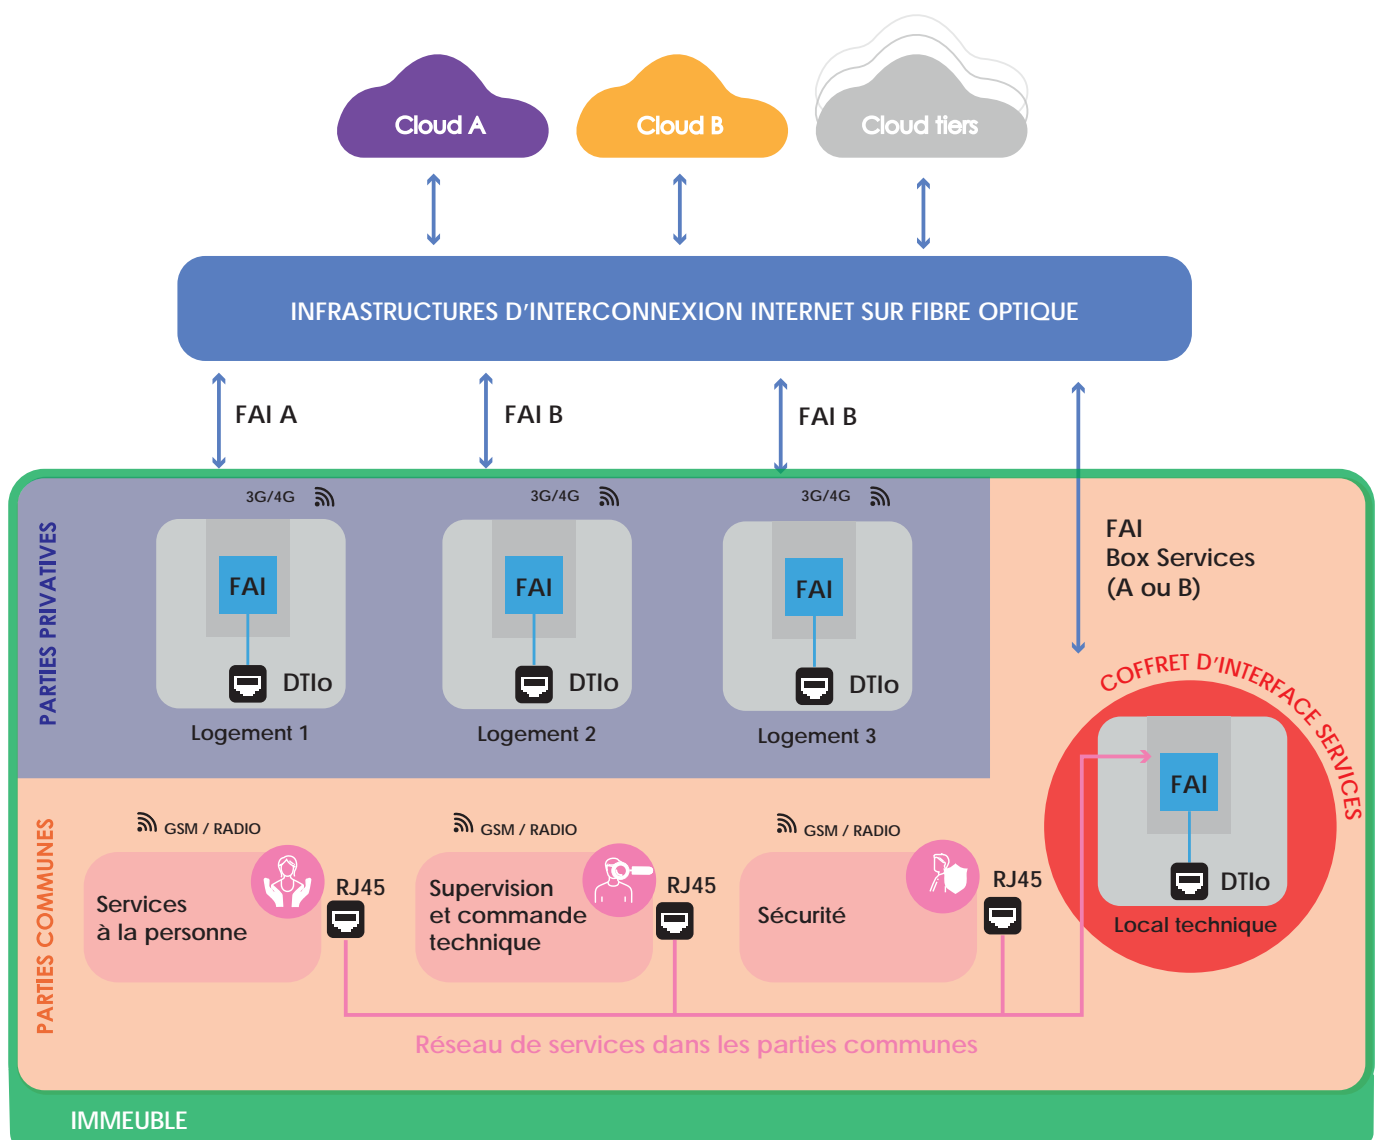 Cloud A
Cloud B
Cloud tiers
INFRASTRUCTURES D'INTERCONNEXION INTERNET SUR FIBRE OPTIQUE
FAI A
FAI B
FAI B
FAI
Box Services
(A ou B)
PARTIES PRIVATIVES
3G/4G
FAI
DTIo
Logement 1
3G/4G
FAI
DTIo
Logement 2
3G/4G
FAI
DTIo
Logement 3
COFFRET D'INTERFACE SERVICES
FAI
DTIo
Local technique
PARTIES COMMUNES
GSM / RADIO
Services
à la personne
RJ45
GSM / RADIO
Supervision
et commande
technique
RJ45
GSM / RADIO
Sécurité
RJ45
Réseau de services dans les parties communes
IMMEUBLE